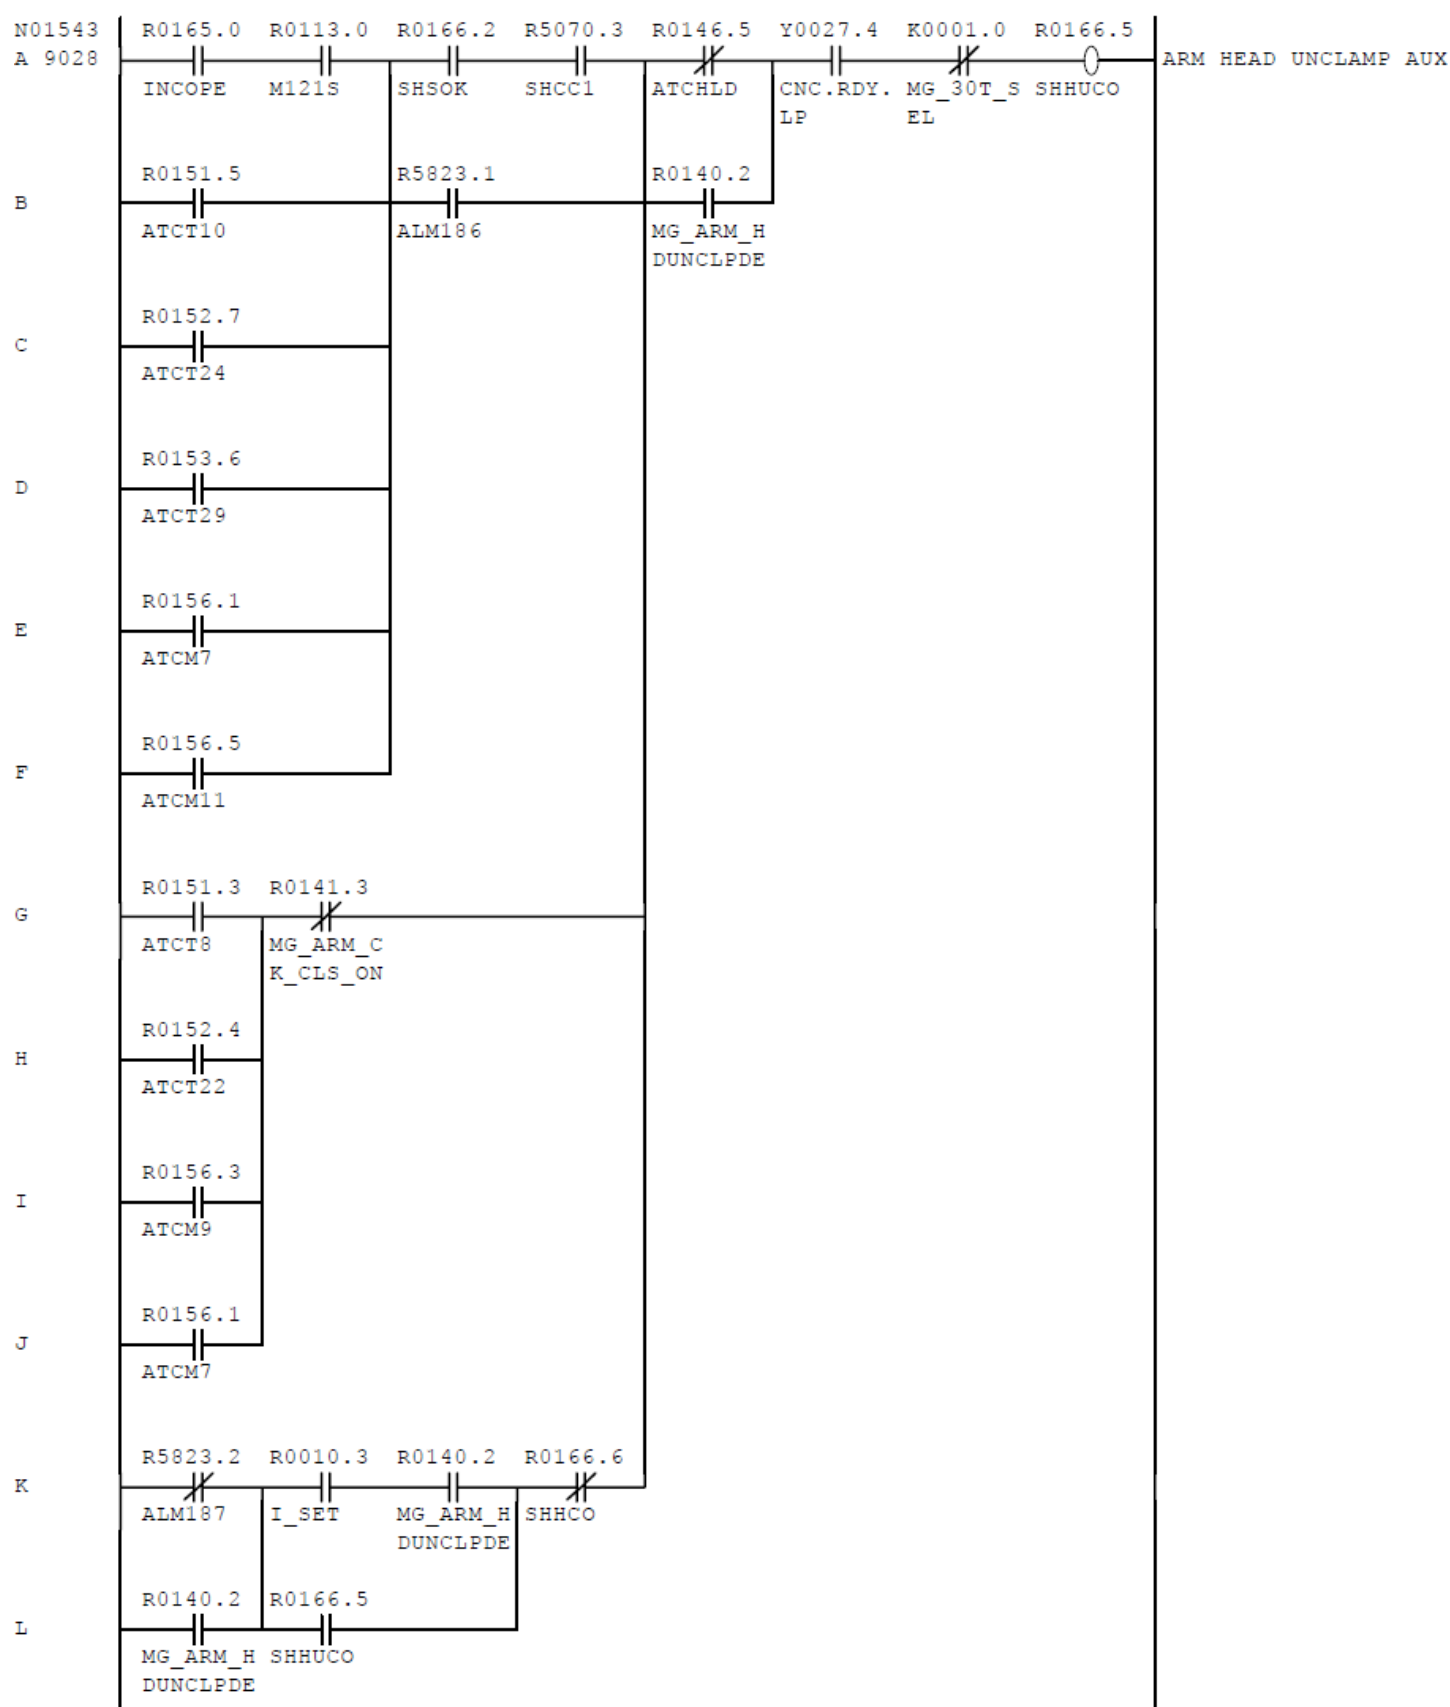 N01543 R0165.0 R0113.0 R0166.2 R5070.3 R0146.5 Y0027.4 K0001.0 R0166.5
A 9028 ARM HEAD UNCLAMP AUX
INCOPE M121S SHSOK SHCC1 ATCHLD CNC.RDY. MG_30T_S SHHUCO
LP EL
R0151.5 R5823.1 R0140.2
B
ATCT10 ALM186 MG_ARM_H
DUNCLPDE
R0152.7
C
ATCT24
R0153.6
D
ATCT29
R0156.1
E
ATCM7
R0156.5
F
ATCM11
R0151.3 R0141.3
G
ATCT8 MG_ARM_C
K_CLS_ON
R0152.4
H
ATCT22
R0156.3
I
ATCM9
R0156.1
J
ATCM7
R5823.2 R0010.3 R0140.2 R0166.6
K
ALM187 I_SET MG_ARM_H SHHCO
DUNCLPDE
R0140.2 R0166.5
L
MG_ARM_H SHHUCO
DUNCLPDE